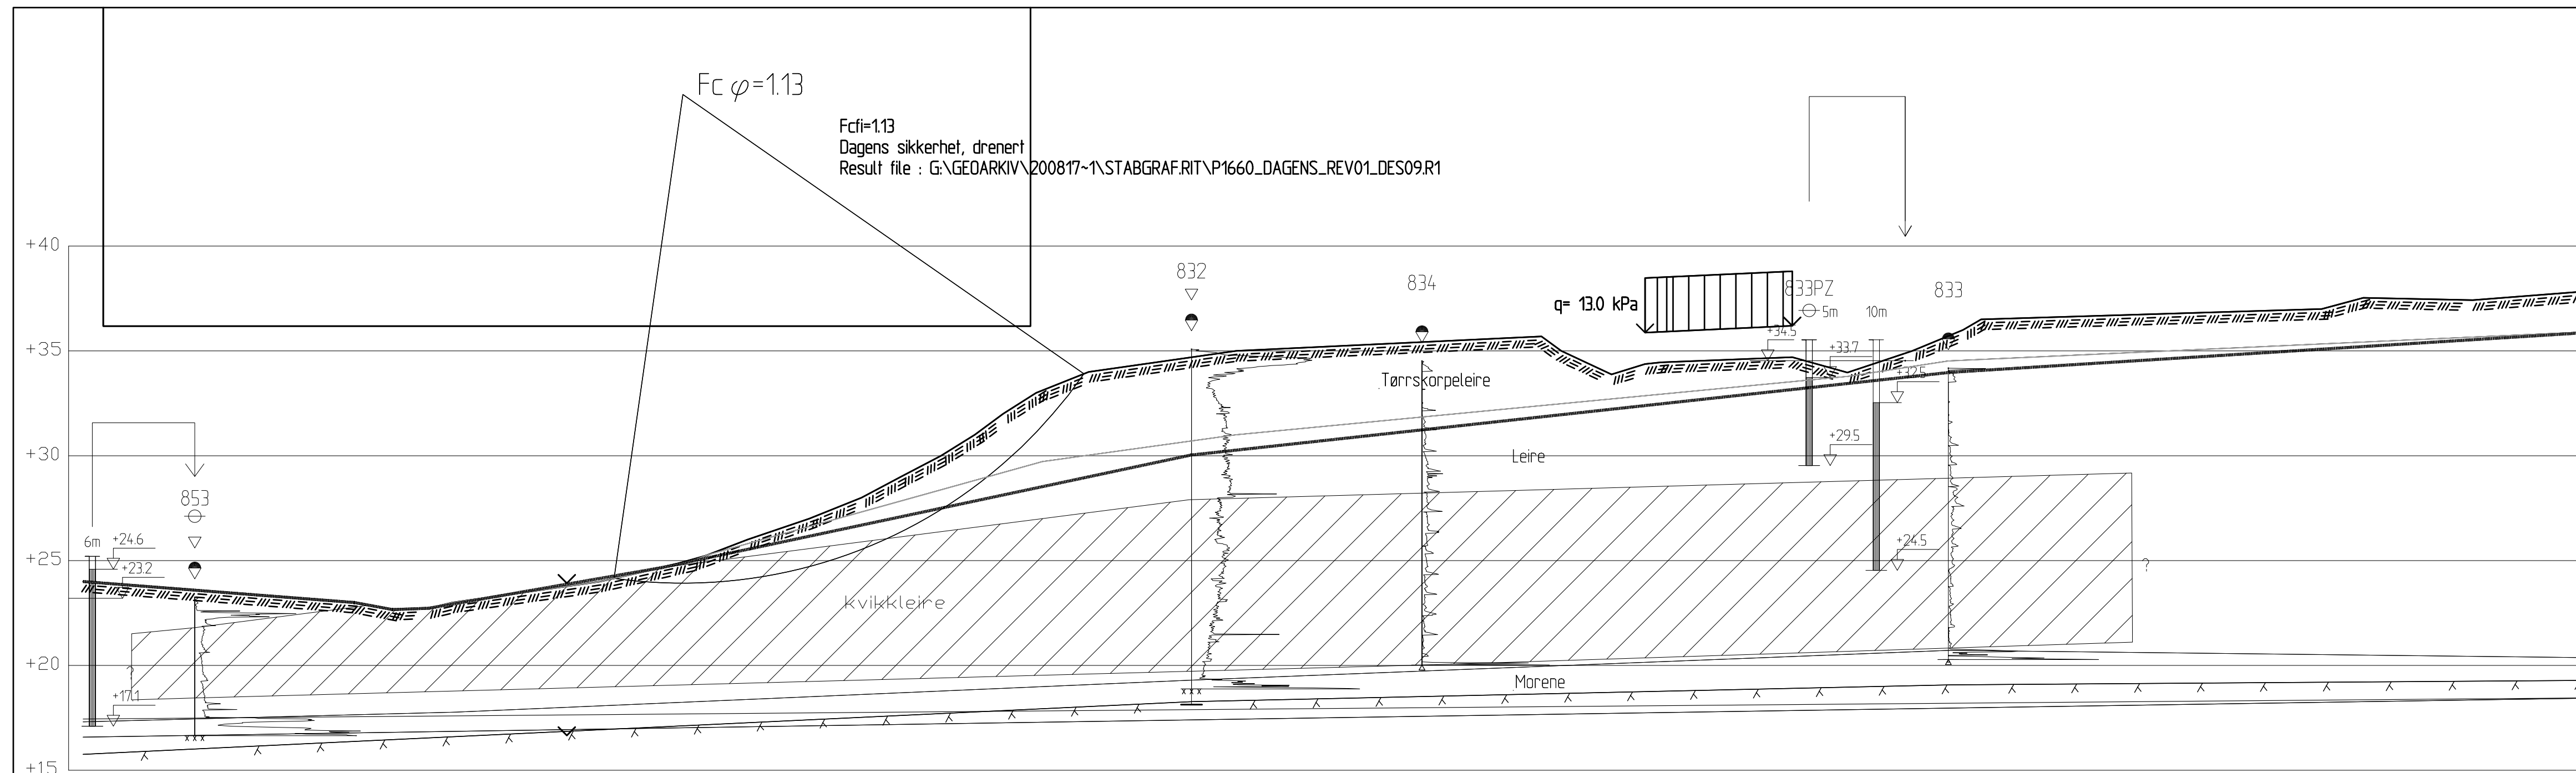 Fc φ=1.13
Fcfi=1.13
Dagens sikkerhet, drenert
Result file : G:\GEOARKIV\200817~1\STABGRAF.RIT\P1660_DAGENS_REV01_DES09.R1
+40
832
834
833PZ
833
q= 13.0 kPa
5m
10m
+34.5
+35
+33.7
+32.5
Tørrskorpeleire
+30
Leire
+29.5
853
6m
+24.6
+24.5
+25
?
+23.2
kvikkleire
+20
?
+17.1
Morene
+15